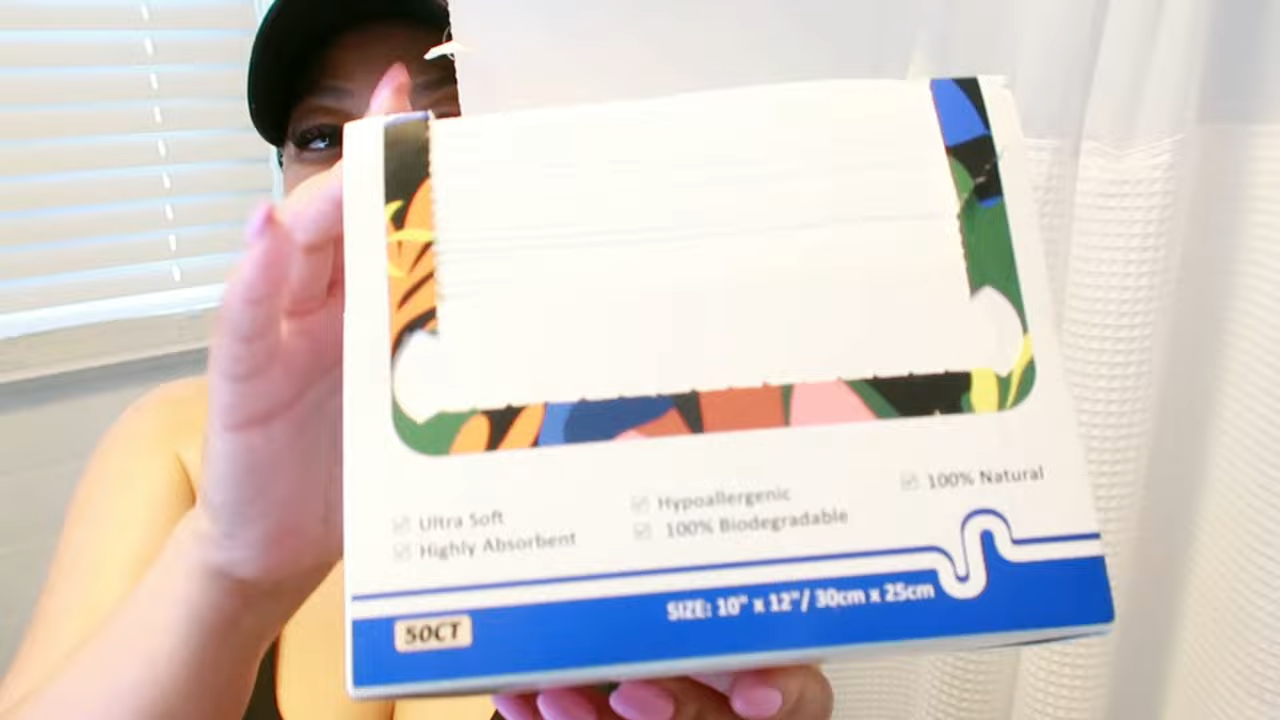 Ultra Soft
Highly Absorbent
Hypoallergenic
100% Biodegradable
100% Natural
50CT
SIZE: 10" x 12"/ 30cm x 25cm